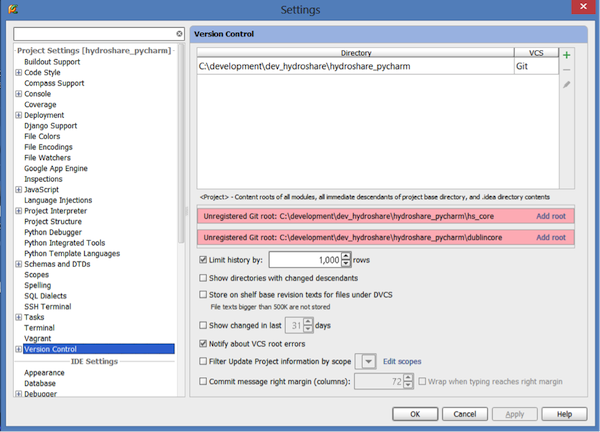 Settings
Project Settings [hydroshare_pycharm]
Buildout Support
Code Style
Compass Support
Console
Coverage
Deployment
Django Support
File Colors
File Encodings
File Watchers
Google App Engine
Inspections
JavaScript
Language Injections
Project Interpreter
Project Structure
Python Debugger
Python Integrated Tools
Python Template Languages
Schemas and DTDs
Scopes
Spelling
SQL Dialects
SSH Terminal
Tasks
Terminal
Vagrant
Version Control
IDE Settings
Appearance
Database
Debugger
Version Control
Directory VCS
C:\development\dev_hydroshare\hydroshare_pycharm Git
<Project> - Content roots of all modules, all immediate descendants of project base directory, and .idea directory contents
Unregistered Git root: C:\development\dev_hydroshare\hydroshare_pycharm\hs_core Add root
Unregistered Git root: C:\development\dev_hydroshare\hydroshare_pycharm\dublincore Add root
Limit history by: 1,000 rows
Show directories with changed descendants
Store on shelf base revision texts for files under DVCS
File texts bigger than 500K are not stored
Show changed in last 31 days
Notify about VCS root errors
Filter Update Project information by scope Edit scopes
Commit message right margin (columns): 72 Wrap when typing reaches right margin
OK Cancel Apply Help